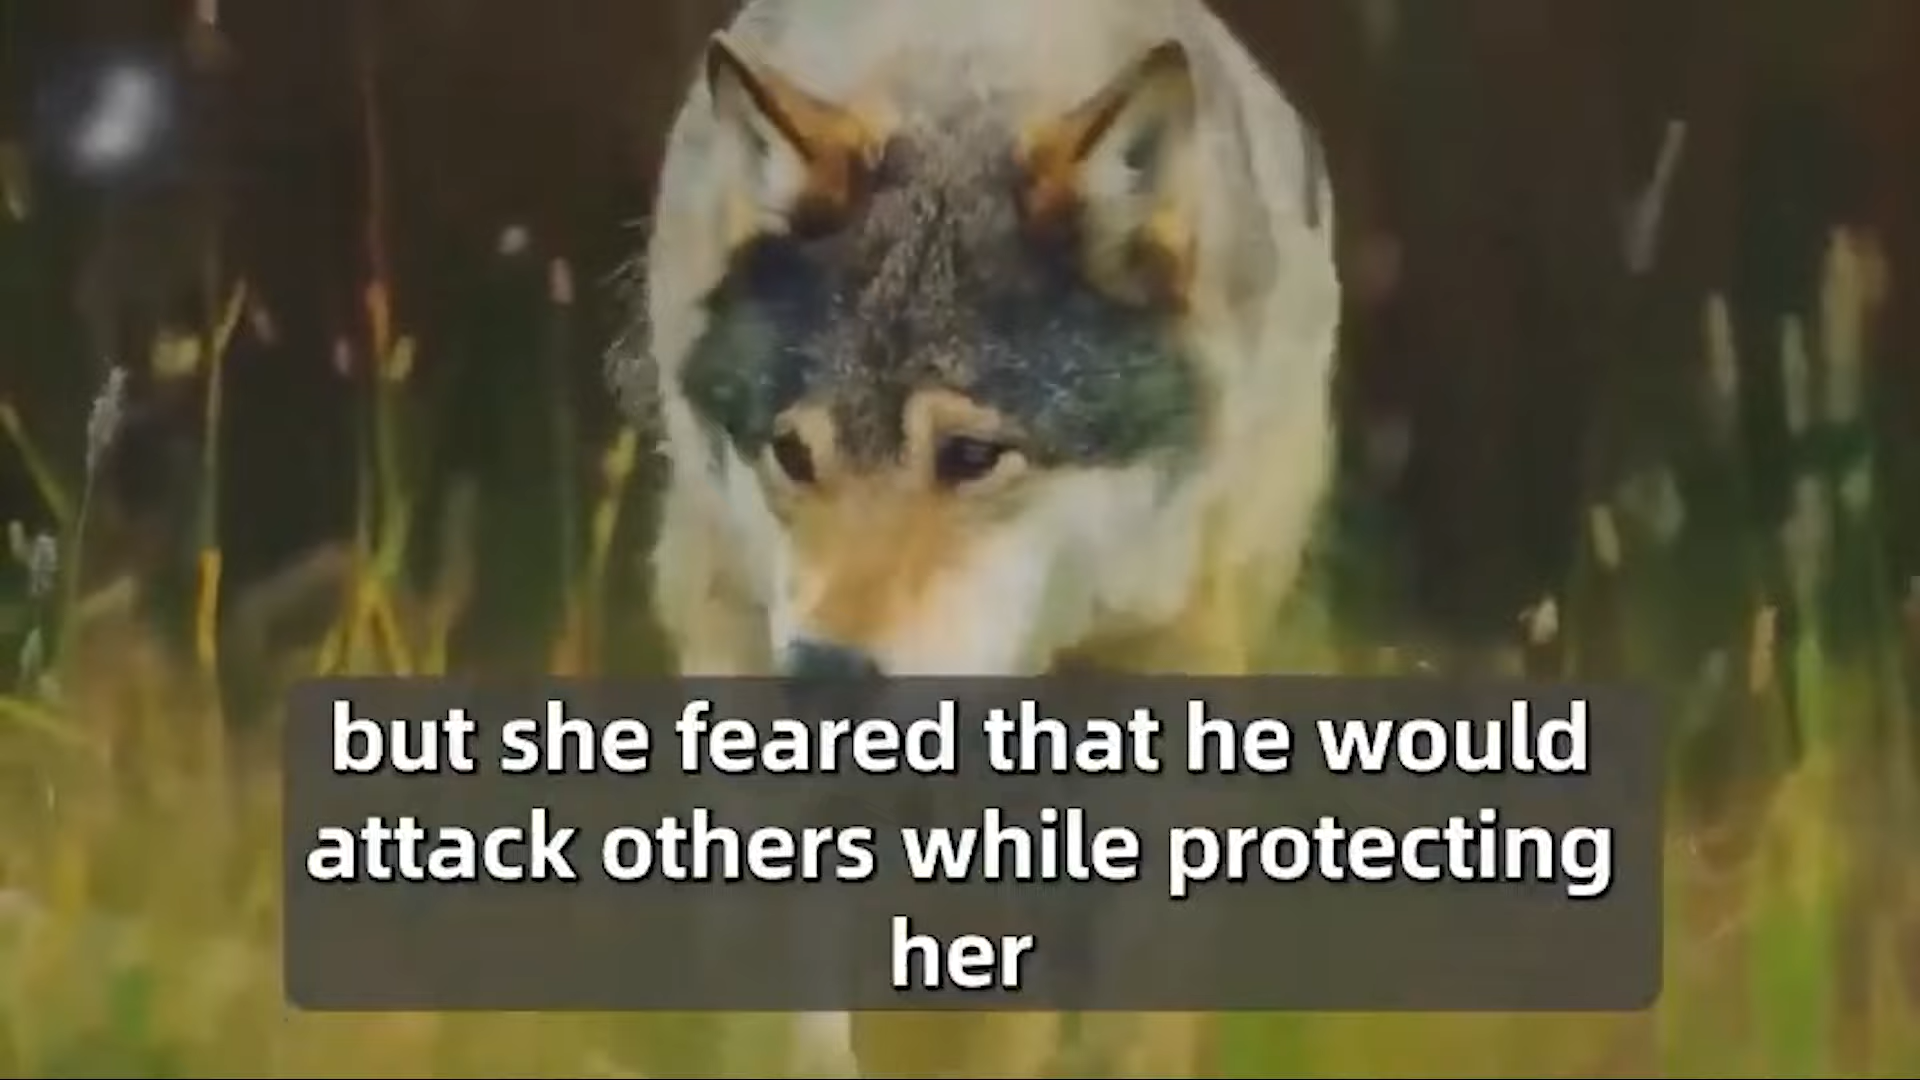 but she feared that he would
attack others while protecting
her